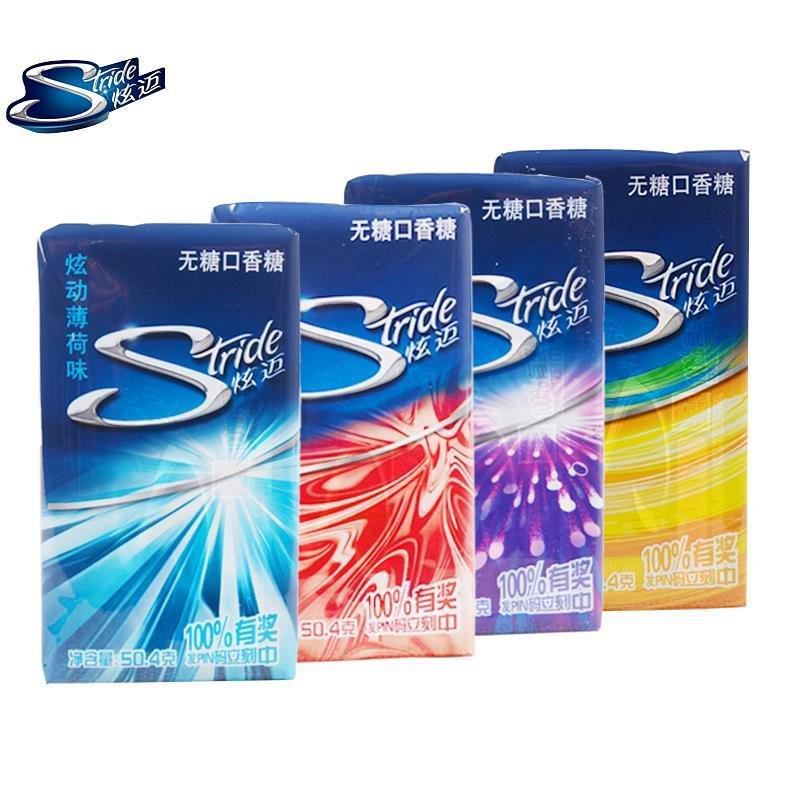 Stride
炫迈
无糖口香糖
炫动薄荷味
Stride
炫迈
100%有奖
净含量:50.4克 发PIN码立刻中
无糖口香糖
Stride
炫迈
100%有奖
50.4克 发PIN码立刻中
无糖口香糖
Stride
炫迈
100%有奖
克 发PIN码立刻中
无糖口香糖
Stride
炫迈
100%有奖
.4克 发PIN码立刻中